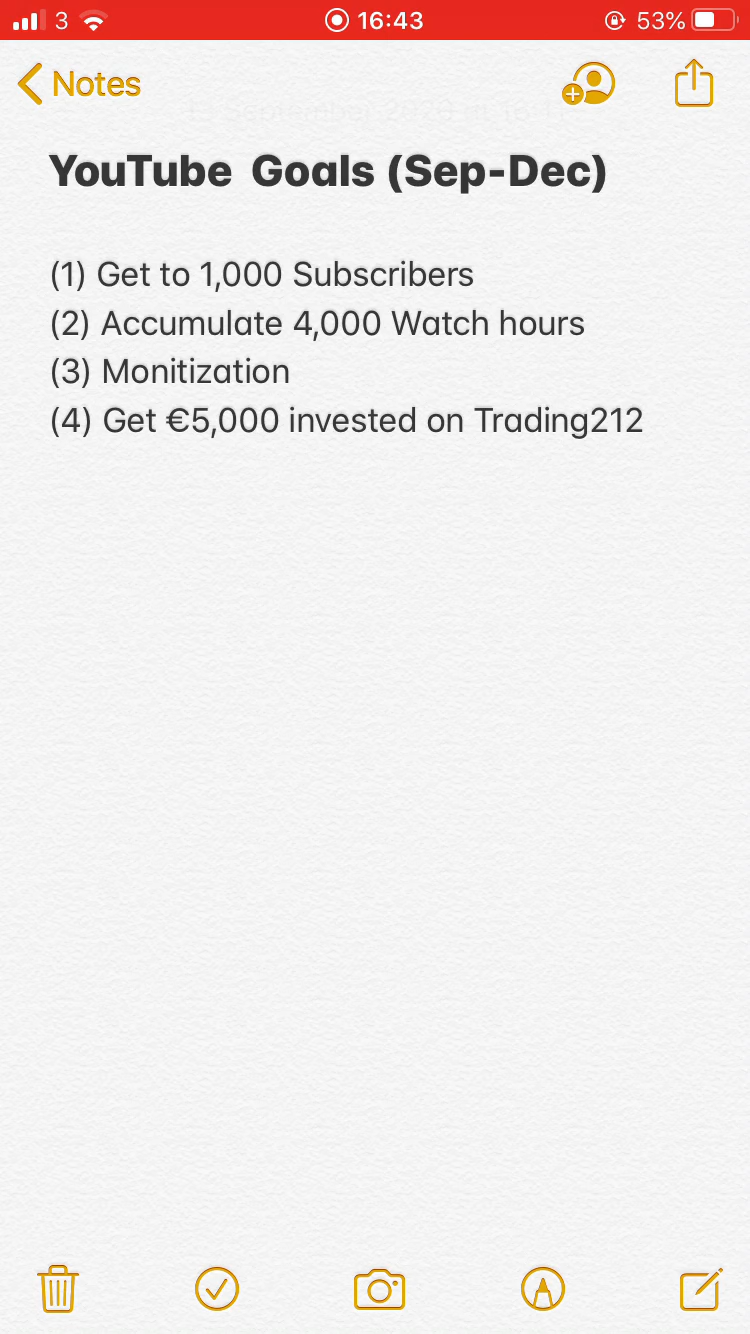 3 16:43 53%
Notes
YouTube Goals (Sep-Dec)
(1) Get to 1,000 Subscribers
(2) Accumulate 4,000 Watch hours
(3) Monitization
(4) Get €5,000 invested on Trading212